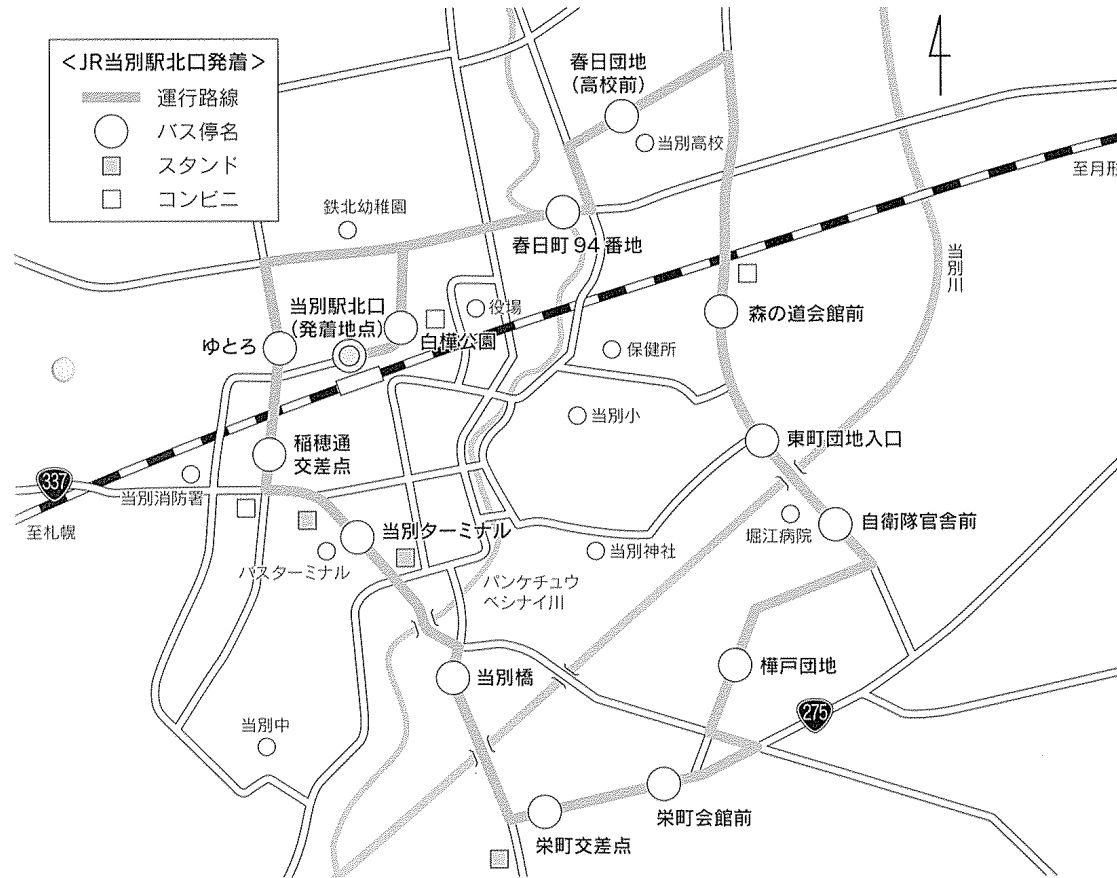 <JR当別駅北口発着>
運行路線
バス停名
スタンド
コンビニ
春日団地
(高校前)
当別高校
至月形
鉄北幼稚園
春日町94番地
当別川
当別駅北口
(発着地点)
役場
白樺公園
ゆとろ
森の道会館前
保健所
当別小
東町団地入口
稲穂通
交差点
337
当別消防署
至札幌
当別ターミナル
バスターミナル
堀江病院
自衛隊官舎前
当別神社
パンケチュウ
ベシナイ川
当別橋
樺戸団地
275
当別中
栄町会館前
栄町交差点